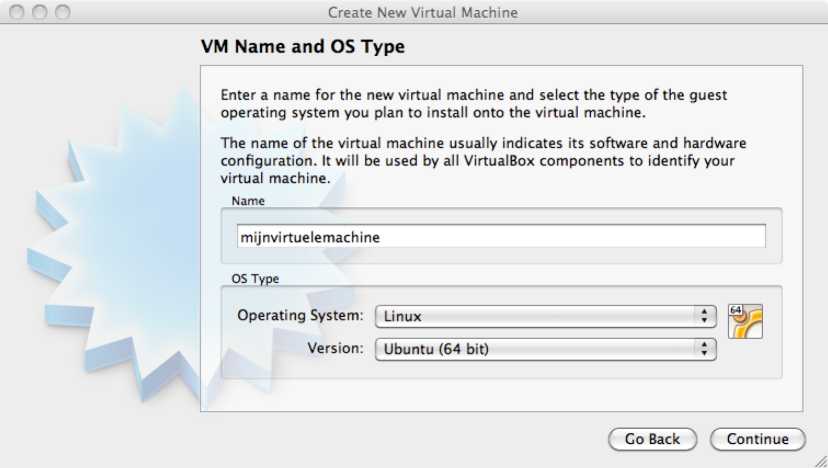 Create New Virtual Machine
VM Name and OS Type
Enter a name for the new virtual machine and select the type of the guest
operating system you plan to install onto the virtual machine.
The name of the virtual machine usually indicates its software and hardware
configuration. It will be used by all VirtualBox components to identify your
virtual machine.
Name
mijnvirtuelemachine
OS Type
Operating System: Linux
64
Version: Ubuntu (64 bit)
Go Back Continue